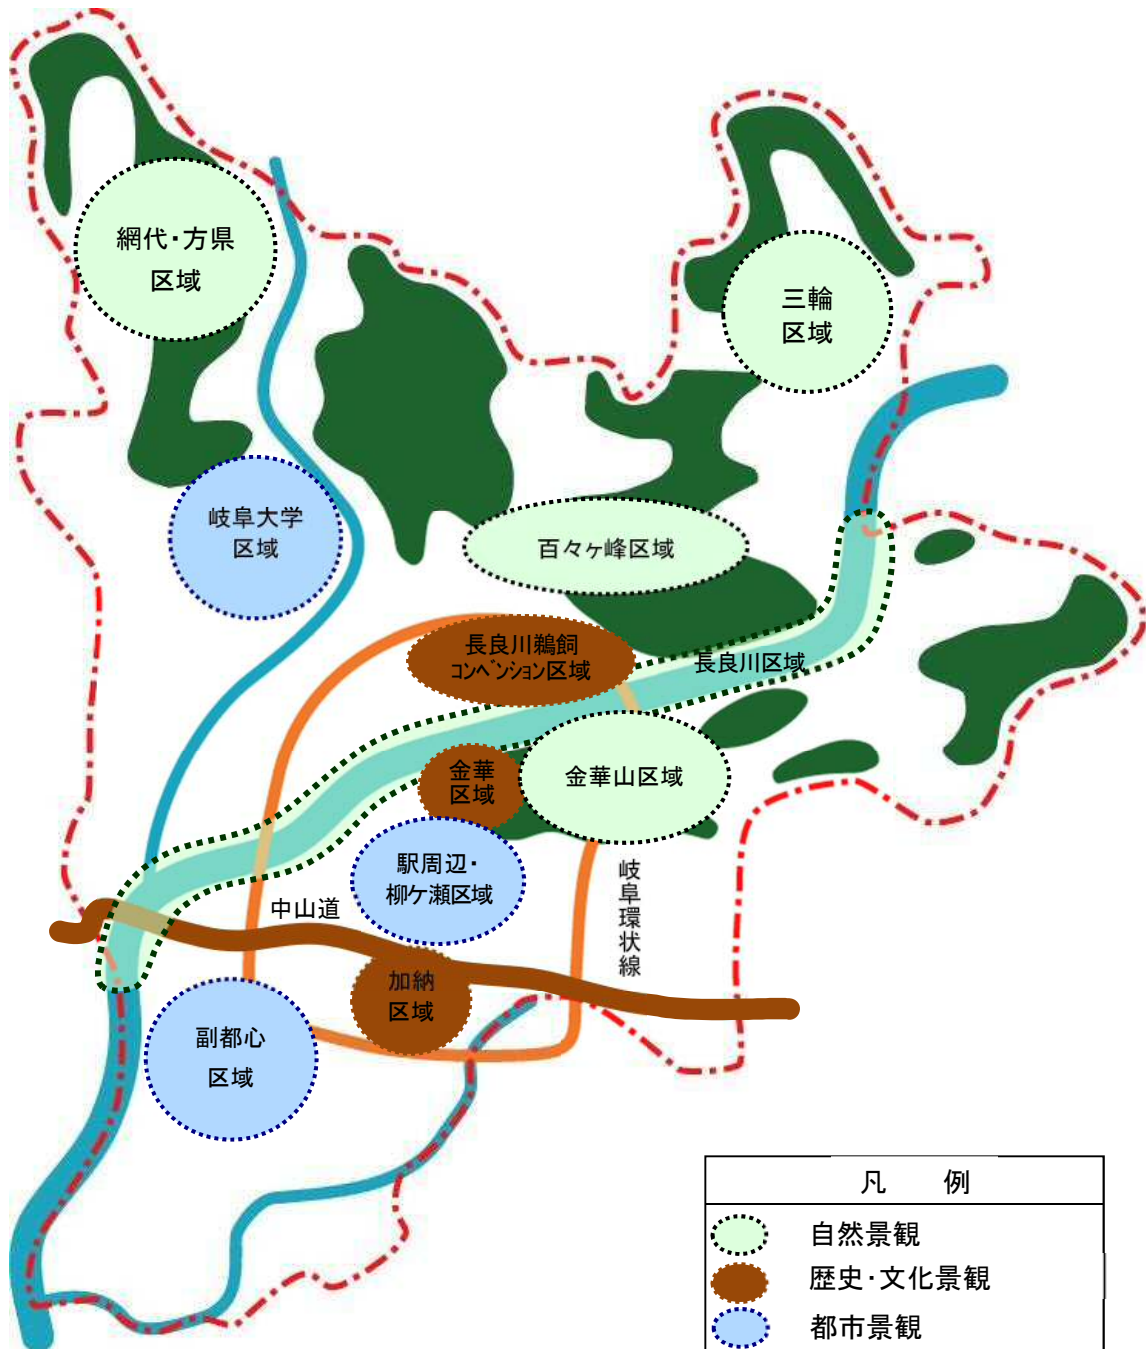 網代・方県
区域
三輪
区域
岐阜大学
区域
百々ヶ峰区域
長良川鵜飼
コンベンション区域
長良川区域
金華
区域
金華山区域
駅周辺・
柳ケ瀬区域
岐阜環状線
中山道
加納
区域
副都心
区域
凡　例
自然景観
歴史・文化景観
都市景観